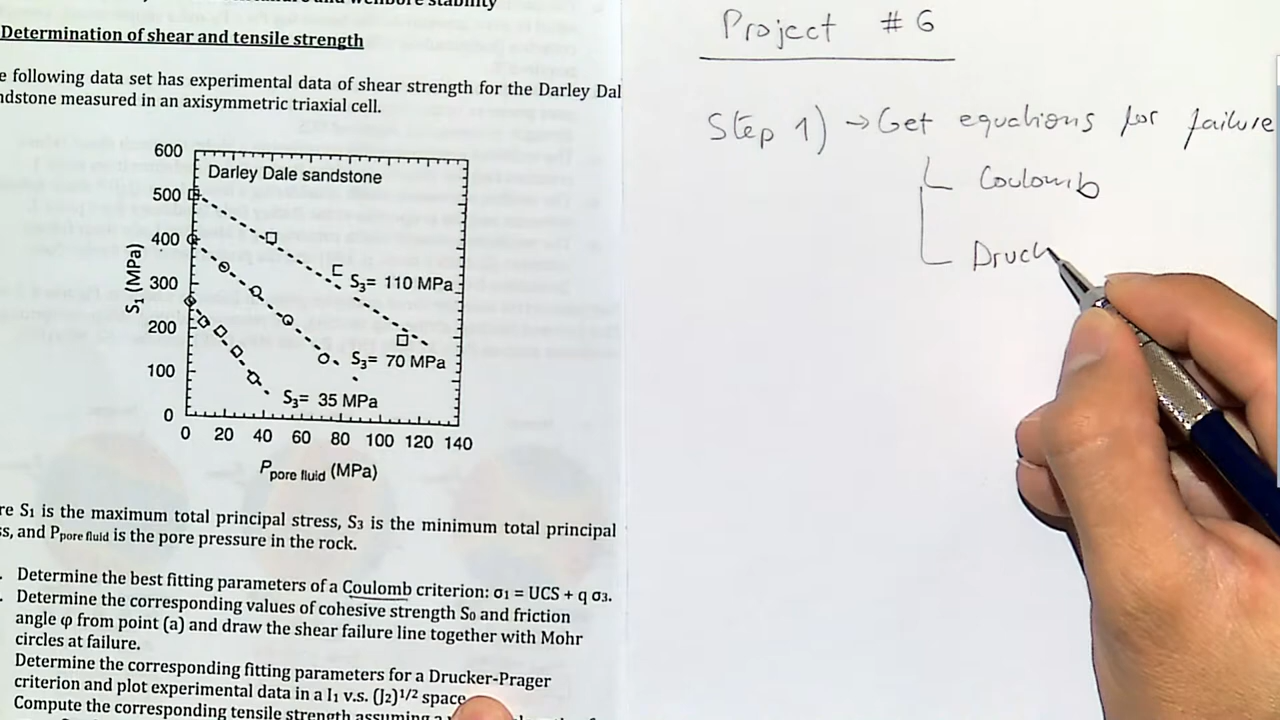 wellbore stability
Determination of shear and tensile strength
e following data set has experimental data of shear strength for the Darley Dal
ndstone measured in an axisymmetric triaxial cell.
600
Darley Dale sandstone
500
400
S₃= 110 MPa
300
S₁ (MPa)
200
S₃= 70 MPa
100
S₃= 35 MPa
0
0 20 40 60 80 100 120 140
Ppore fluid (MPa)
re S₁ is the maximum total principal stress, S₃ is the minimum total principal
ss, and Ppore fluid is the pore pressure in the rock.
. Determine the best fitting parameters of a Coulomb criterion: σ₁ = UCS + q σ₃.
. Determine the corresponding values of cohesive strength S₀ and friction
angle φ from point (a) and draw the shear failure line together with Mohr
circles at failure.
Determine the corresponding fitting parameters for a Drucker-Prager
criterion and plot experimental data in a I₁ v.s. (J₂)¹/² space
Compute the corresponding tensile strength assuming a
Project #6
Step 1) → Get equations for failure
Coulomb
Druck